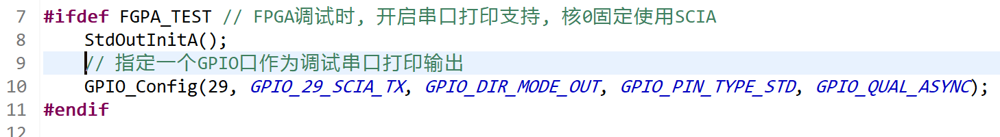 7 #ifdef FGPA_TEST // FPGA调试时, 开启串口打印支持, 核0固定使用SCIA
8     StdOutInitA();
9     // 指定一个GPIO口作为调试串口打印输出
10     GPIO_Config(29, GPIO_29_SCIA_TX, GPIO_DIR_MODE_OUT, GPIO_PIN_TYPE_STD, GPIO_QUAL_ASYNC);
11 #endif
12